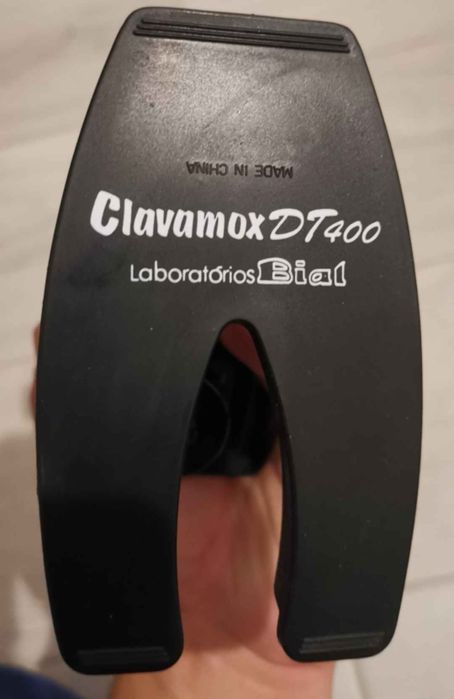 MADE IN CHINA
Clavamox DT400
Laboratórios Bial